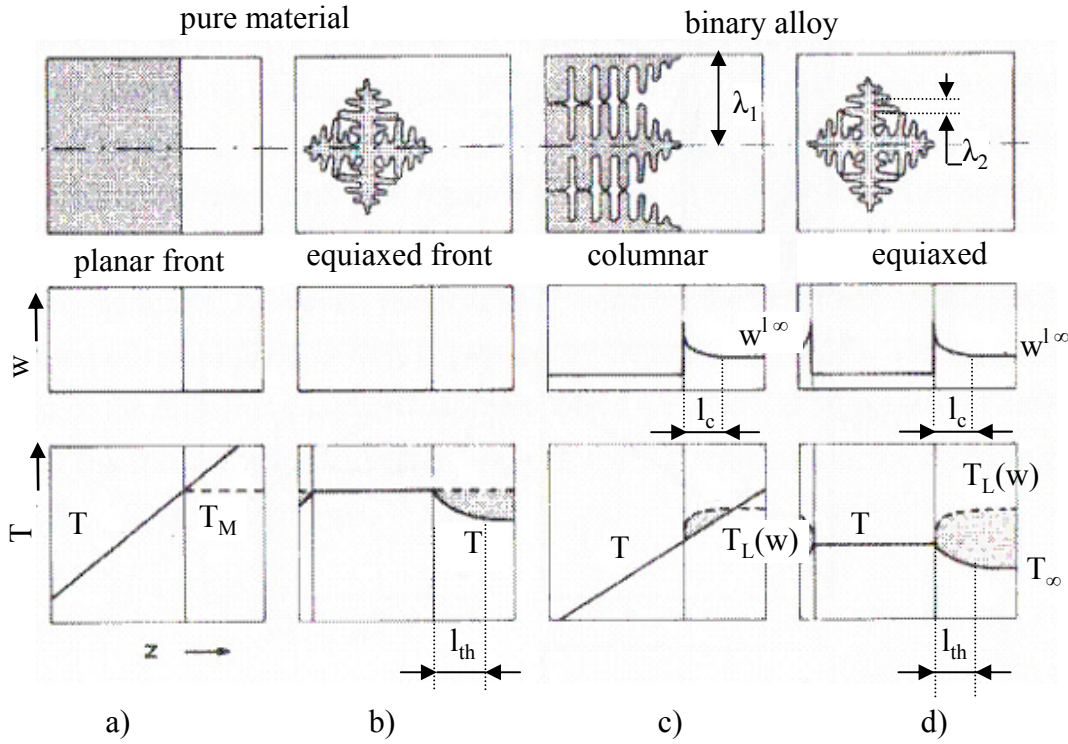 pure material binary alloy
λ₁
λ₂
planar front equiaxed front columnar equiaxed
w
w^l∞ w^l∞
l_c l_c
T
T T_M T T T_L(w) T_L(w) T T_∞
z
l_th l_th
a) b) c) d)